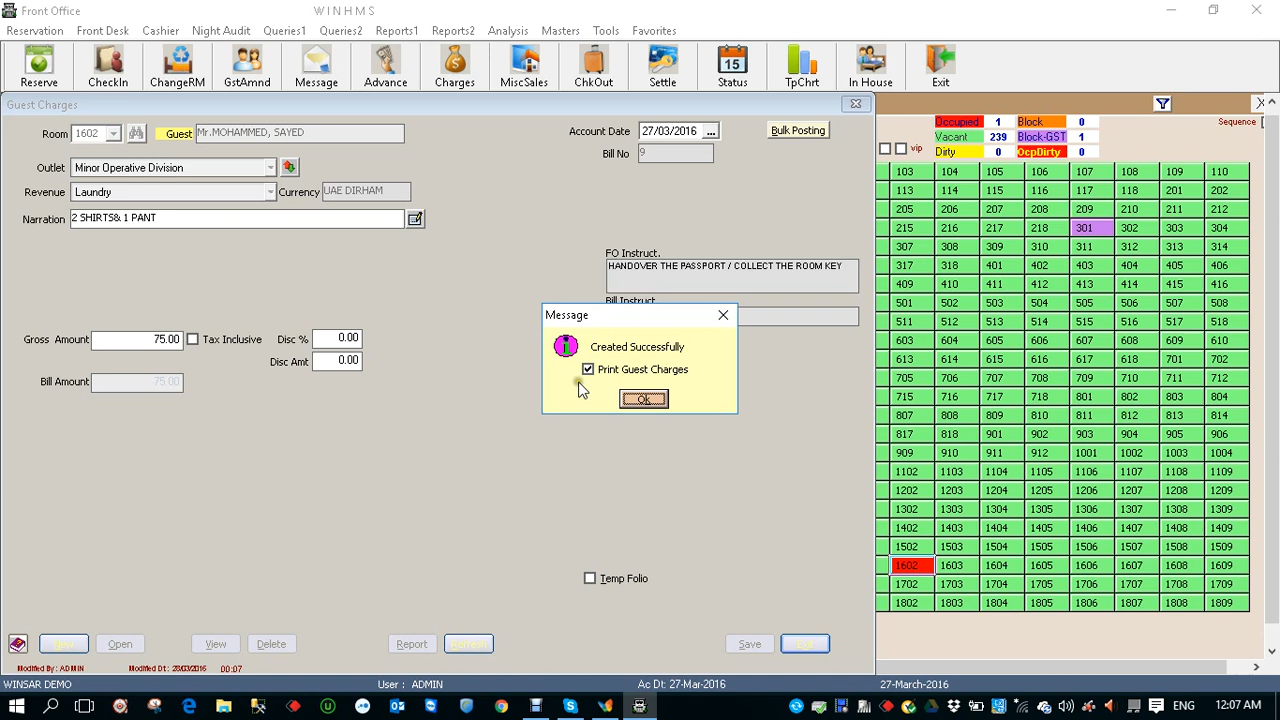 Front Office W I N H M S
Reservation Front Desk Cashier Night Audit Queries1 Queries2 Reports1 Reports2 Analysis Masters Tools Favorites
15
Reserve CheckIn ChangeRM GstAmnd Message Advance Charges MiscSales ChkOut Settle Status TpChrt In House Exit
Guest Charges
Room 1602 Guest Mr.MOHAMMED, SAYED Account Date 27/03/2016 ... Bulk Posting
Bill No 9
Outlet Minor Operative Division
Revenue Laundry Currency UAE DIRHAM
Narration 2 SHIRTS& 1 PANT
FO Instruct.
HANDOVER THE PASSPORT / COLLECT THE ROOM KEY
Bill Instruct.
Gross Amount 75.00 Tax Inclusive Disc % 0.00
Disc Amt 0.00
Bill Amount 75.00
Message
Created Successfully
Print Guest Charges
Ok
Temp Folio
New Open View Delete Report Refresh Save Exit
Modified By : ADMIN Modified Dt : 28/03/2016 00:07
Occupied 1 Block 0 Sequence
Vacant 239 Block-GST 1
vip
Dirty 0 OcpDirty 0
103 104 105 106 107 108 109 110
113 114 115 116 117 118 201 202
205 206 207 208 209 210 211 212
215 216 217 218 301 302 303 304
307 308 309 310 311 312 313 314
317 318 401 402 403 404 405 406
409 410 411 412 413 414 415 416
501 502 503 504 505 506 507 508
511 512 513 514 515 516 517 518
603 604 605 606 607 608 609 610
613 614 615 616 617 618 701 702
705 706 707 708 709 710 711 712
715 716 717 718 801 802 803 804
807 808 809 810 811 812 813 814
817 818 901 902 903 904 905 906
909 910 911 912 1001 1002 1003 1004
1102 1103 1104 1105 1106 1107 1108 1109
1202 1203 1204 1205 1206 1207 1208 1209
1302 1303 1304 1305 1306 1307 1308 1309
1402 1403 1404 1405 1406 1407 1408 1409
1502 1503 1504 1505 1506 1507 1508 1509
1602 1603 1604 1605 1606 1607 1608 1609
1702 1703 1704 1705 1706 1707 1708 1709
1802 1803 1804 1805 1806 1807 1808 1809
WINSAR DEMO User : ADMIN Ac Dt: 27-Mar-2016 27-March-2016
ENG 12:07 AM